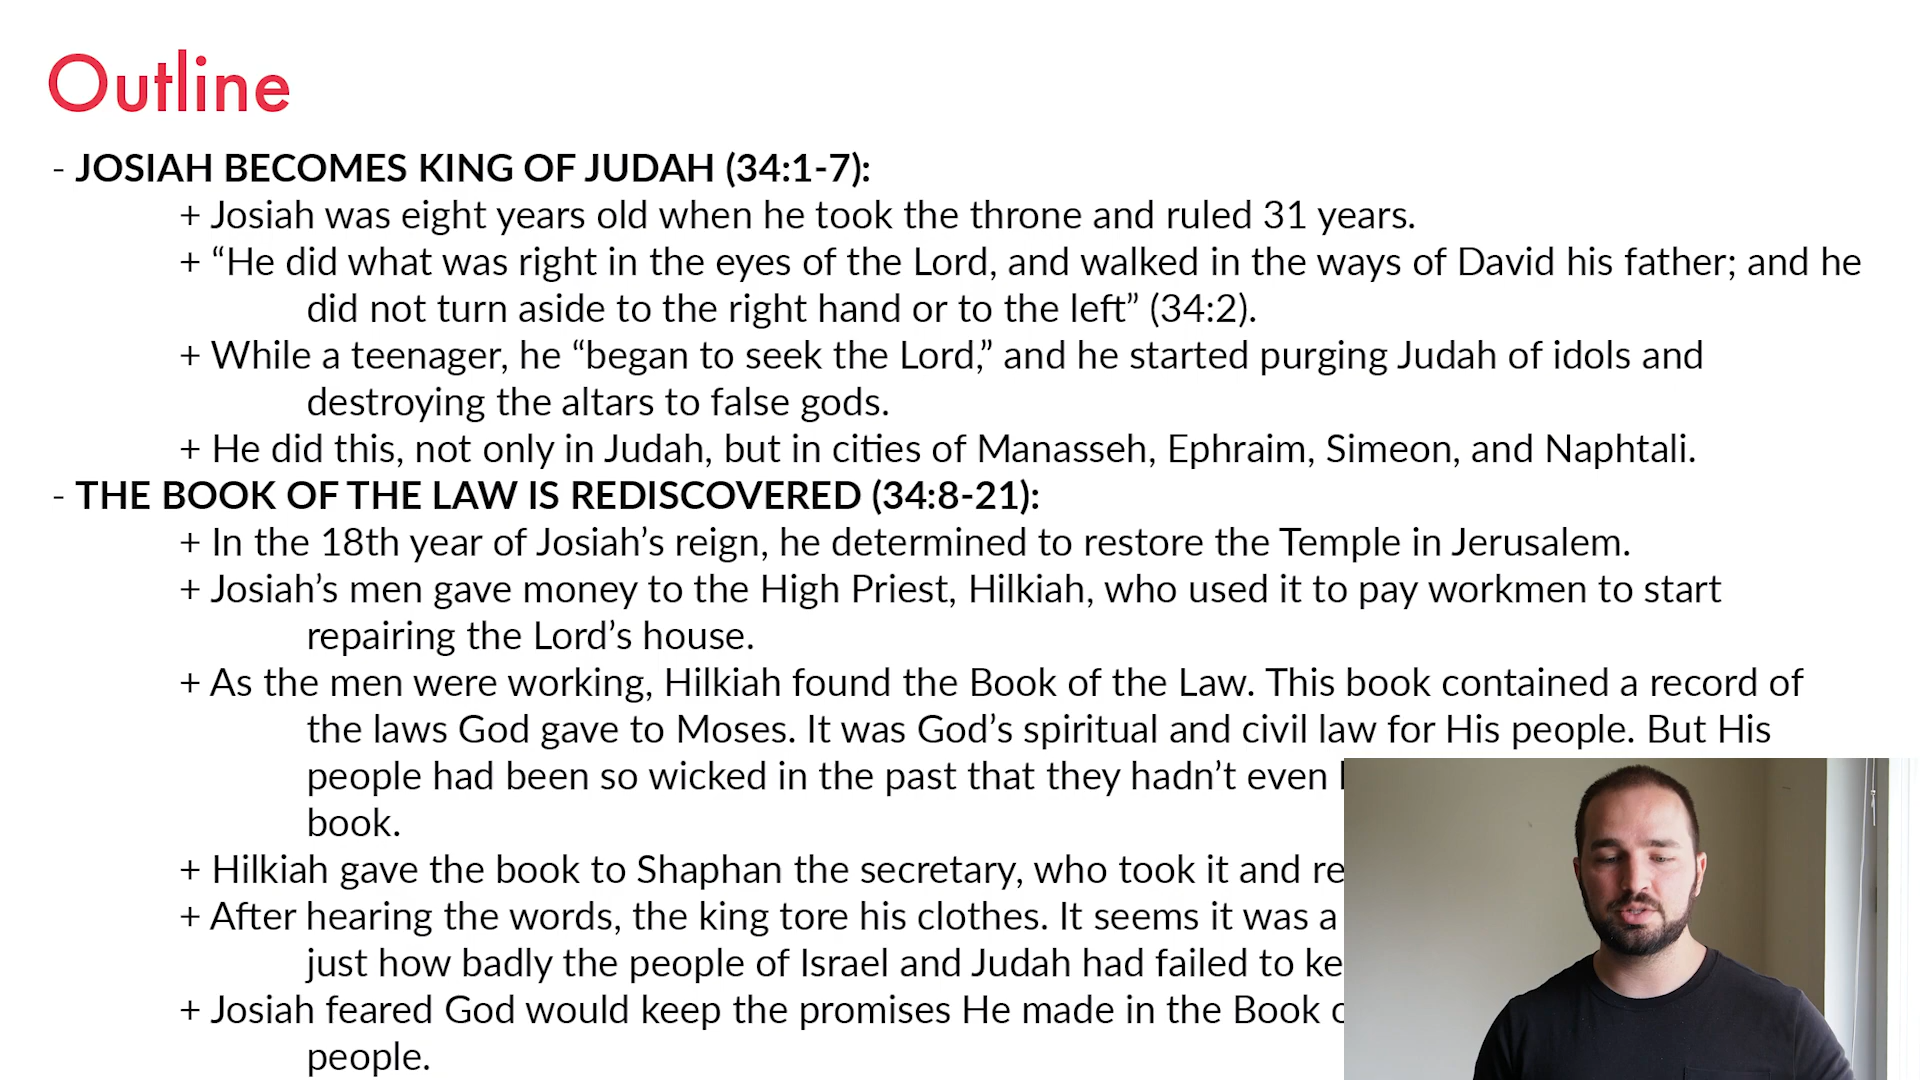 Outline
- JOSIAH BECOMES KING OF JUDAH (34:1-7):
+ Josiah was eight years old when he took the throne and ruled 31 years.
+ “He did what was right in the eyes of the Lord, and walked in the ways of David his father; and he
did not turn aside to the right hand or to the left” (34:2).
+ While a teenager, he “began to seek the Lord,” and he started purging Judah of idols and
destroying the altars to false gods.
+ He did this, not only in Judah, but in cities of Manasseh, Ephraim, Simeon, and Naphtali.
- THE BOOK OF THE LAW IS REDISCOVERED (34:8-21):
+ In the 18th year of Josiah’s reign, he determined to restore the Temple in Jerusalem.
+ Josiah’s men gave money to the High Priest, Hilkiah, who used it to pay workmen to start
repairing the Lord’s house.
+ As the men were working, Hilkiah found the Book of the Law. This book contained a record of
the laws God gave to Moses. It was God’s spiritual and civil law for His people. But His
people had been so wicked in the past that they hadn’t even
book.
+ Hilkiah gave the book to Shaphan the secretary, who took it and
+ After hearing the words, the king tore his clothes. It seems it was a
just how badly the people of Israel and Judah had failed to
+ Josiah feared God would keep the promises He made in the Book
people.